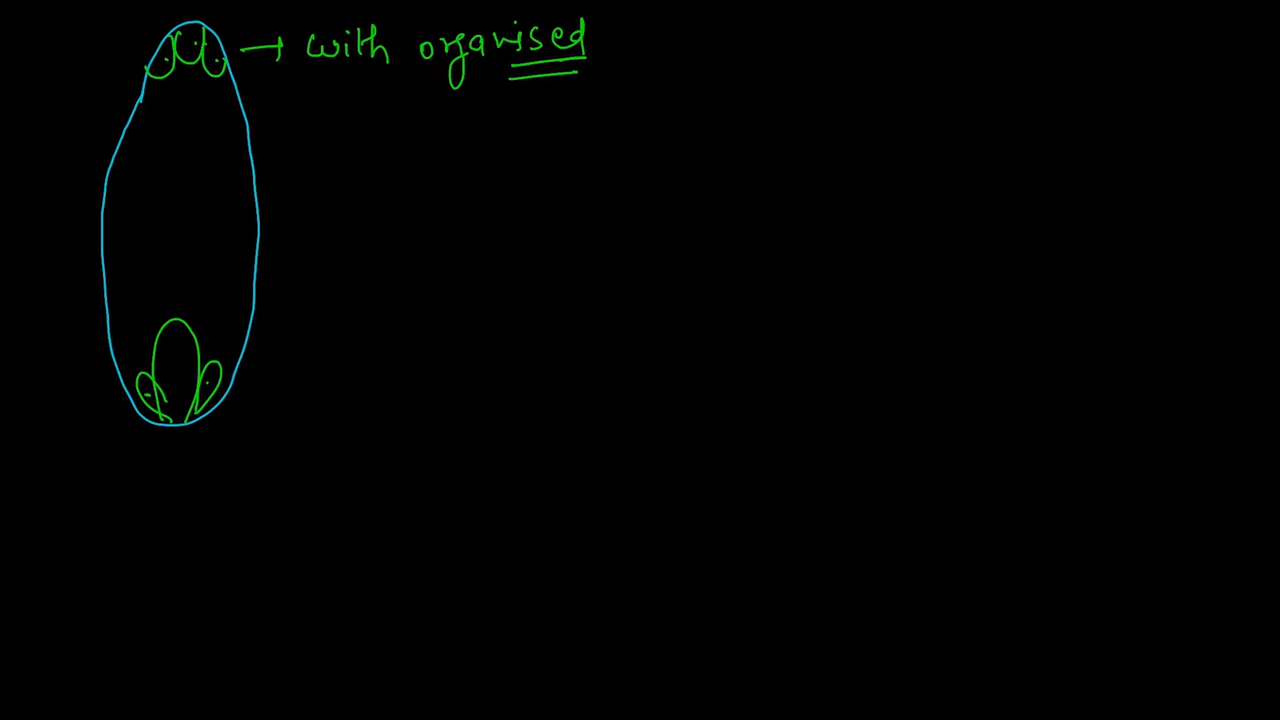 → with organised